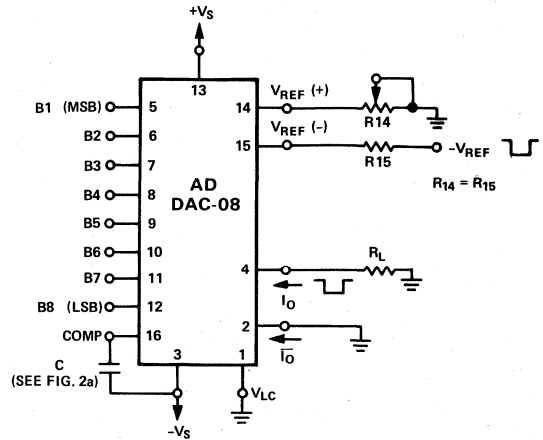 +VS
13
B1 (MSB) 5
14 VREF (+)
R14
B2 6
15 VREF (−)
R15
−VREF
B3 7
R14 = R15
AD
DAC-08
B4 8
B5 9
B6 10
B7 11
4
RL
IO
B8 (LSB) 12
2
IO
COMP 16
C
(SEE FIG. 2a)
3
1
VLC
−VS